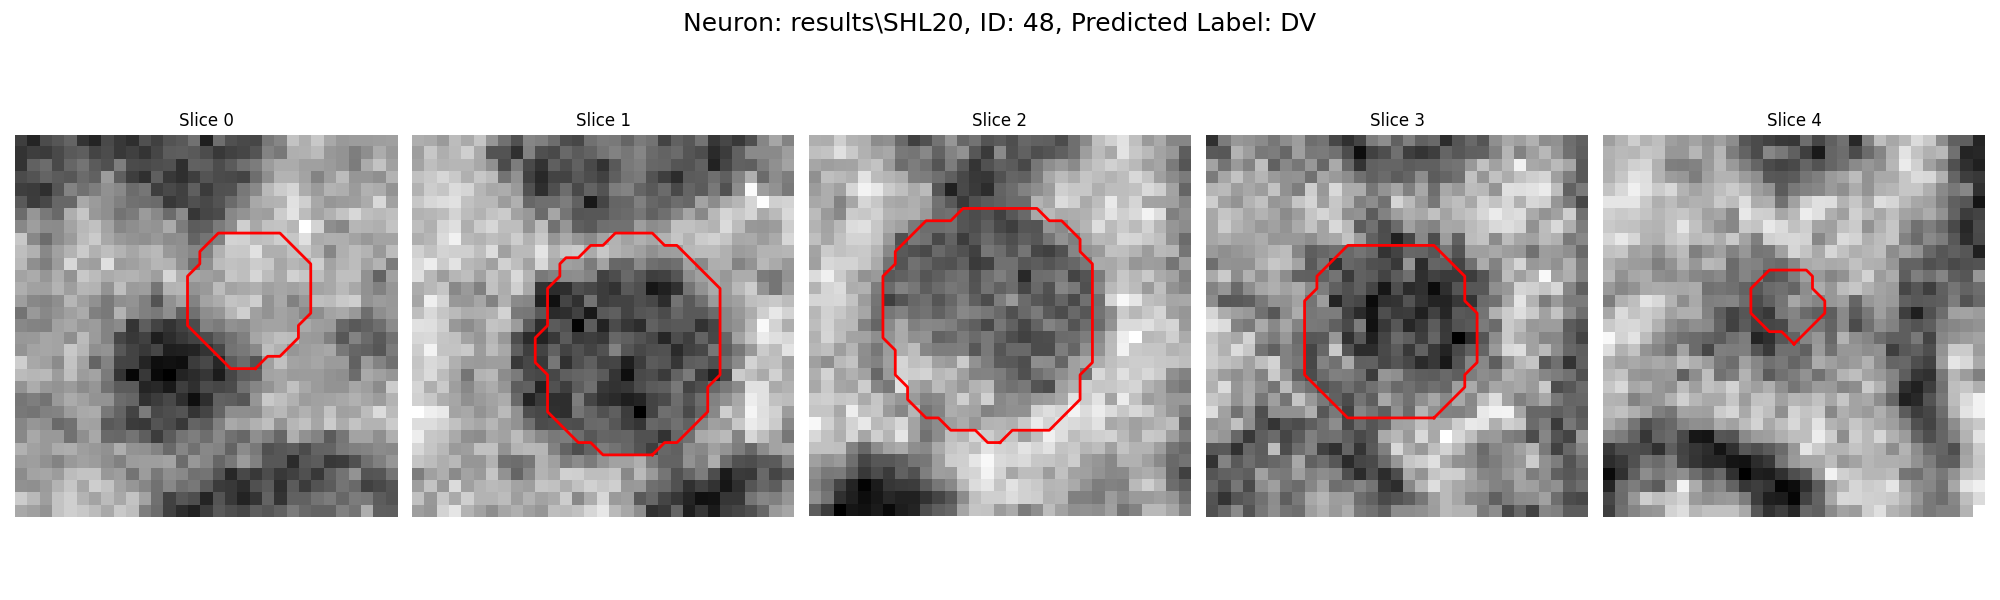 Neuron: results\SHL20, ID: 48, Predicted Label: DV
Slice 0
Slice 1
Slice 2
Slice 3
Slice 4